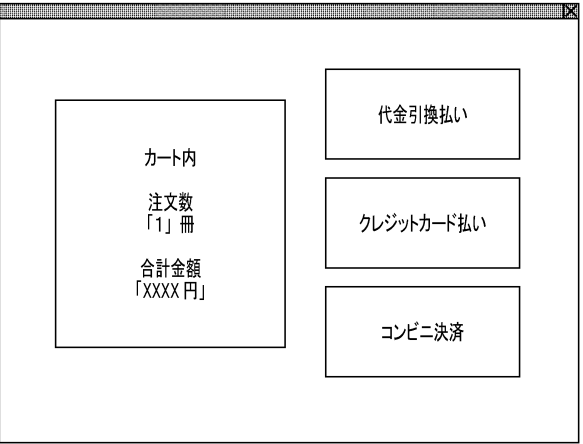 カート内
注文数
「1」冊
合計金額
「XXXX 円」
代金引換払い
クレジットカード払い
コンビニ決済